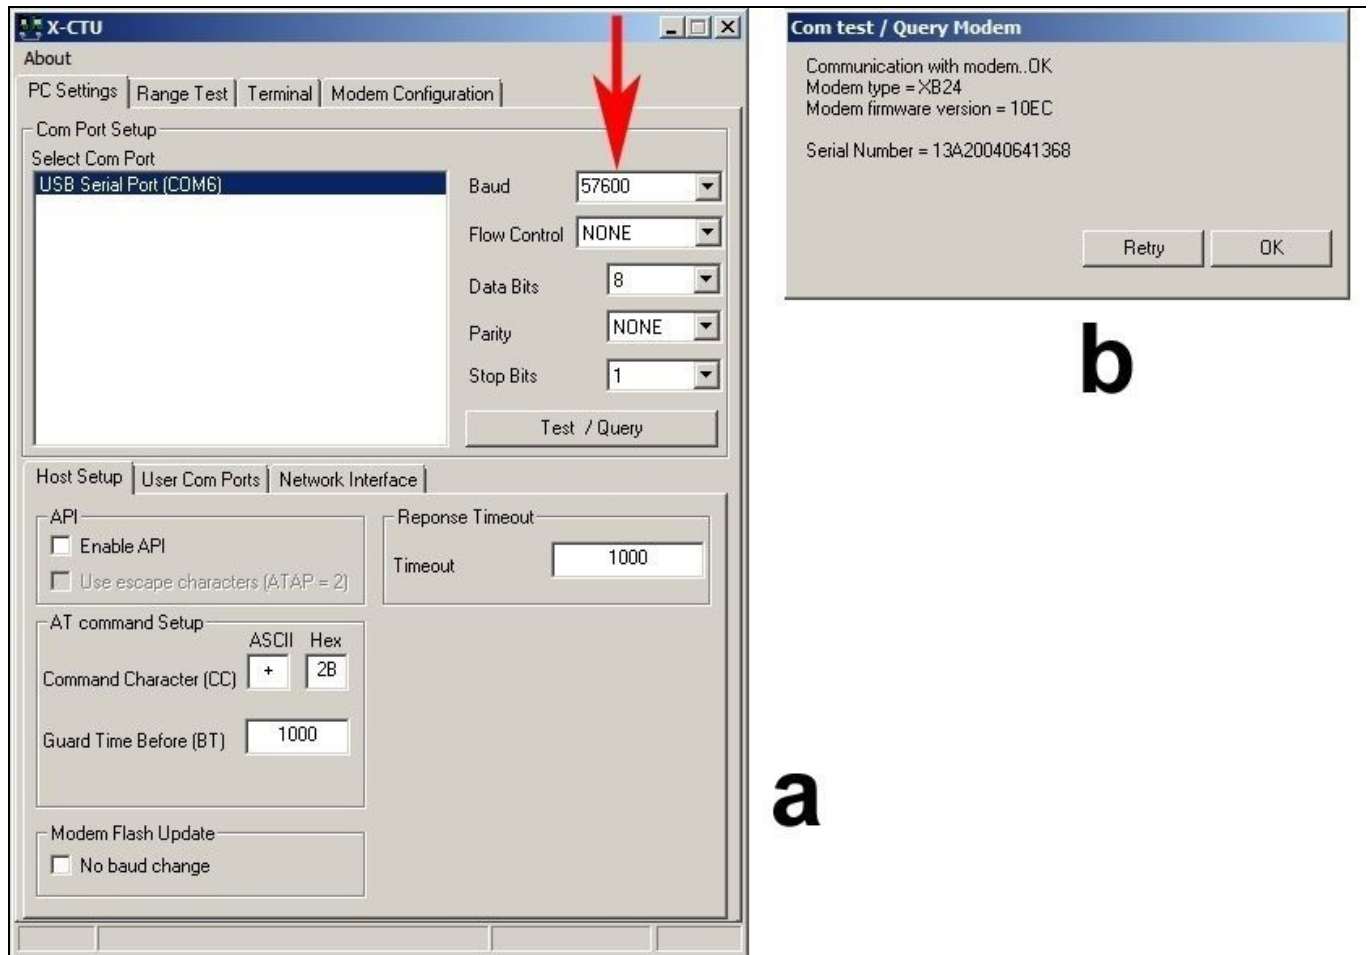 X-CTU
About
PC Settings Range Test Terminal Modem Configuration
Com Port Setup
Select Com Port
USB Serial Port (COM6)
Baud 57600
Flow Control NONE
Data Bits 8
Parity NONE
Stop Bits 1
Test / Query
Host Setup User Com Ports Network Interface
API
Enable API
Use escape characters (ATAP = 2)
Reponse Timeout
Timeout 1000
AT command Setup
ASCII Hex
Command Character (CC) + 2B
Guard Time Before (BT) 1000
Modem Flash Update
No baud change
a
Com test / Query Modem
Communication with modem..OK
Modem type = XB24
Modem firmware version = 10EC
Serial Number = 13A20040641368
Retry OK
b